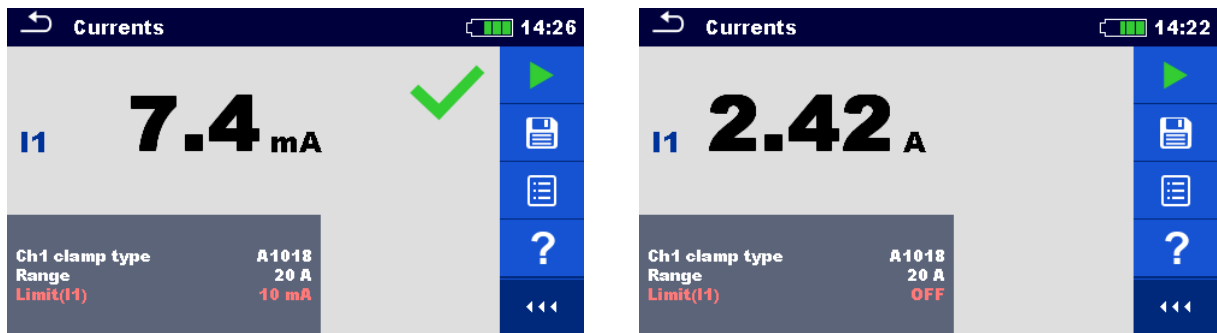 Currents 14:26
I1 7.4 mA
Ch1 clamp type A1018
Range 20 A
Limit(I1) 10 mA
?
Currents 14:22
I1 2.42 A
Ch1 clamp type A1018
Range 20 A
Limit(I1) OFF
?